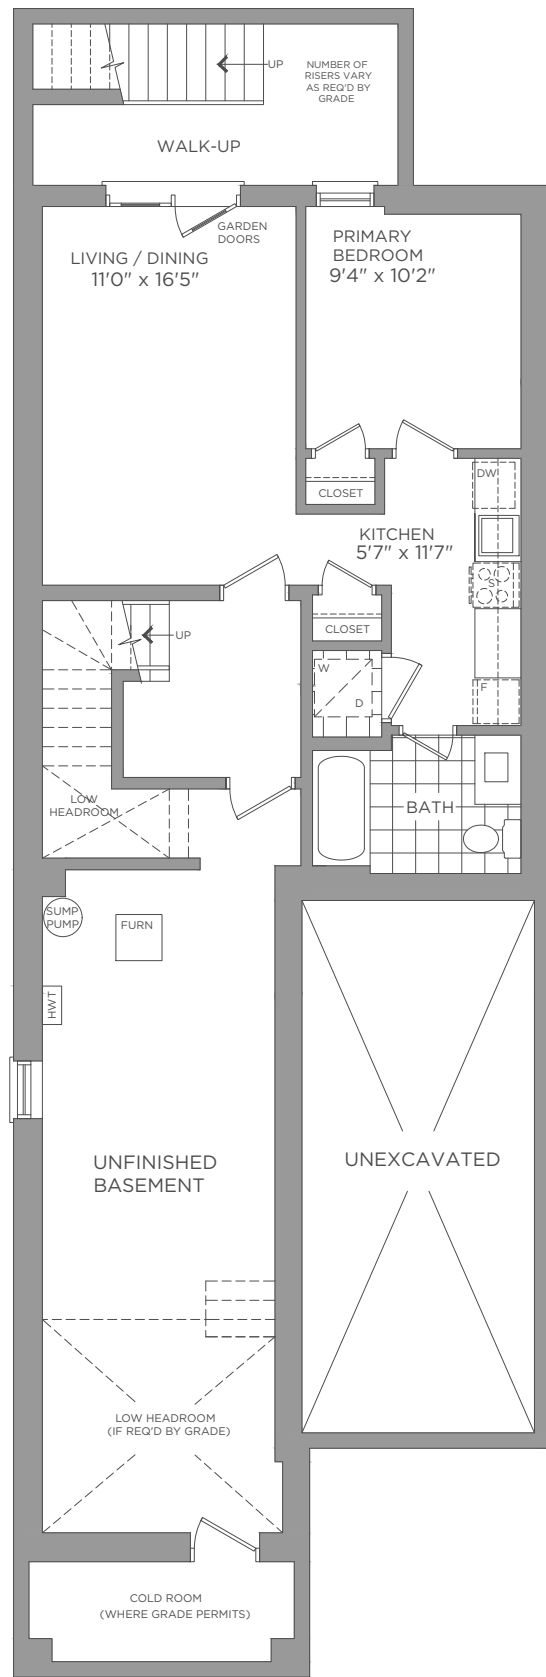 UP
NUMBER OF
RISERS VARY
AS REQ'D BY
GRADE
WALK-UP
GARDEN
DOORS
LIVING / DINING
11'0" x 16'5"
PRIMARY
BEDROOM
9'4" x 10'2"
DW
CLOSET
KITCHEN
5'7" x 11'7"
S
UP
CLOSET
W
D
F
LOW
HEADROOM
BATH
SUMP
PUMP
FURN
HWT
UNFINISHED
BASEMENT
UNEXCAVATED
LOW HEADROOM
(IF REQ'D BY GRADE)
COLD ROOM
(WHERE GRADE PERMITS)